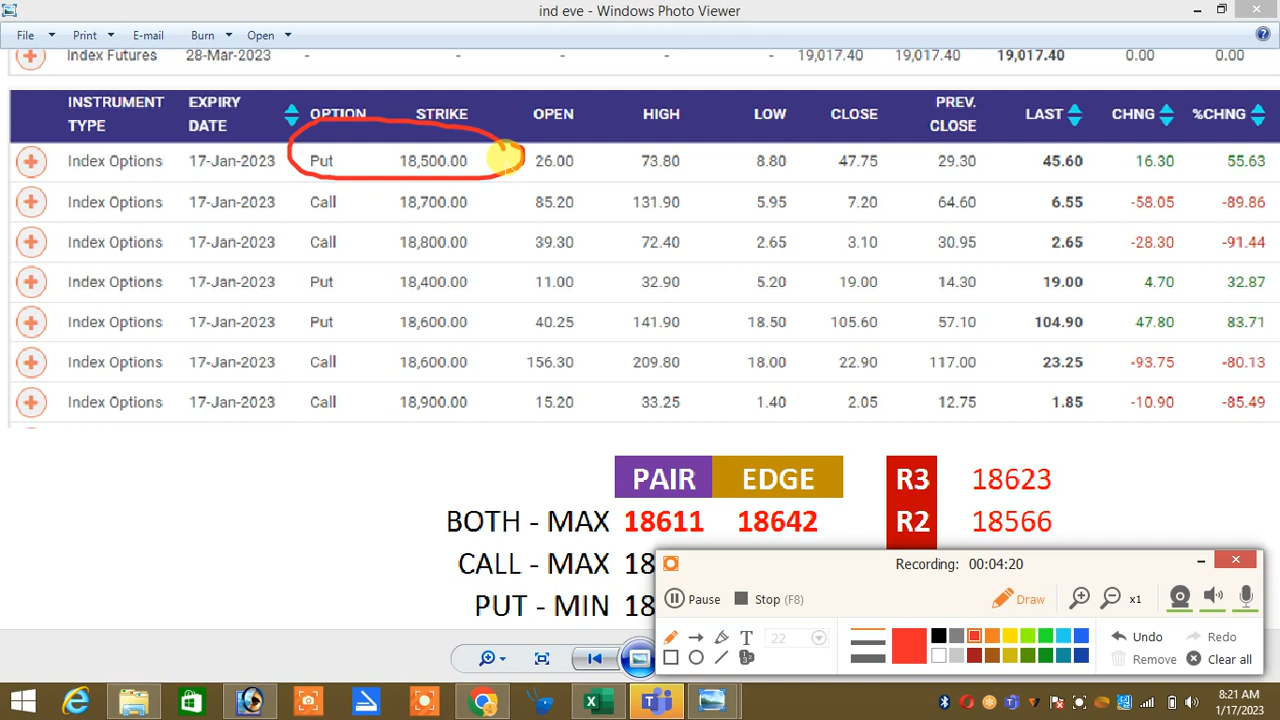 ind eve - Windows Photo Viewer
File Print E-mail Burn Open
Index Futures 28-Mar-2023 - - - - - 19,017.40 19,017.40 19,017.40 0.00 0.00
INSTRUMENT TYPE EXPIRY DATE OPTION STRIKE OPEN HIGH LOW CLOSE PREV. CLOSE LAST CHNG %CHNG
Index Options 17-Jan-2023 Put 18,500.00 26.00 73.80 8.80 47.75 29.30 45.60 16.30 55.63
Index Options 17-Jan-2023 Call 18,700.00 85.20 131.90 5.95 7.20 64.60 6.55 -58.05 -89.86
Index Options 17-Jan-2023 Call 18,800.00 39.30 72.40 2.65 3.10 30.95 2.65 -28.30 -91.44
Index Options 17-Jan-2023 Put 18,400.00 11.00 32.90 5.20 19.00 14.30 19.00 4.70 32.87
Index Options 17-Jan-2023 Put 18,600.00 40.25 141.90 18.50 105.60 57.10 104.90 47.80 83.71
Index Options 17-Jan-2023 Call 18,600.00 156.30 209.80 18.00 22.90 117.00 23.25 -93.75 -80.13
Index Options 17-Jan-2023 Call 18,900.00 15.20 33.25 1.40 2.05 12.75 1.85 -10.90 -85.49
PAIR EDGE R3 18623
BOTH - MAX 18611 18642 R2 18566
CALL - MAX 18
PUT - MIN 18
Recording: 00:04:20
Pause Stop (F8) Draw x1
T 22 Undo Redo
Remove Clear all
8:21 AM
1/17/2023